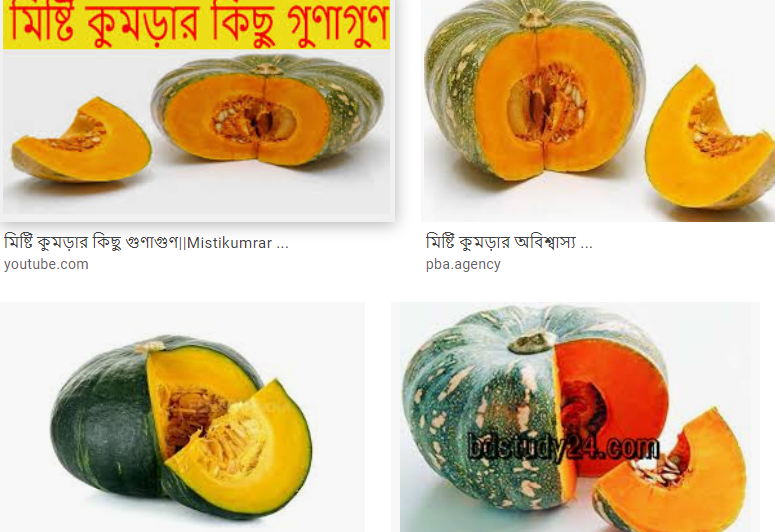 মিষ্টি কুমড়ার কিছু গুণাগুণ
মিষ্টি কুমড়ার কিছু গুণাগুণ||Mistikumrar ...
youtube.com
মিষ্টি কুমড়ার অবিশ্বাস্য ...
pba.agency
bdstudy24.com